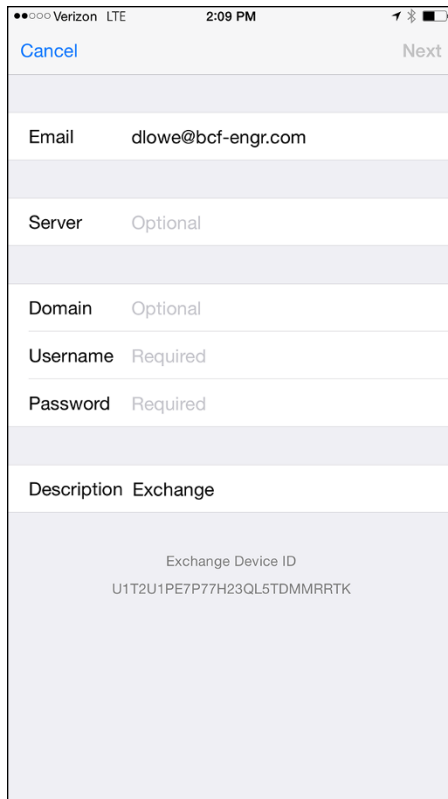 Verizon LTE 2:09 PM
Cancel Next
Email dlowe@bcf-engr.com
Server Optional
Domain Optional
Username Required
Password Required
Description Exchange
Exchange Device ID
U1T2U1PE7P77H23QL5TDMMRRTK